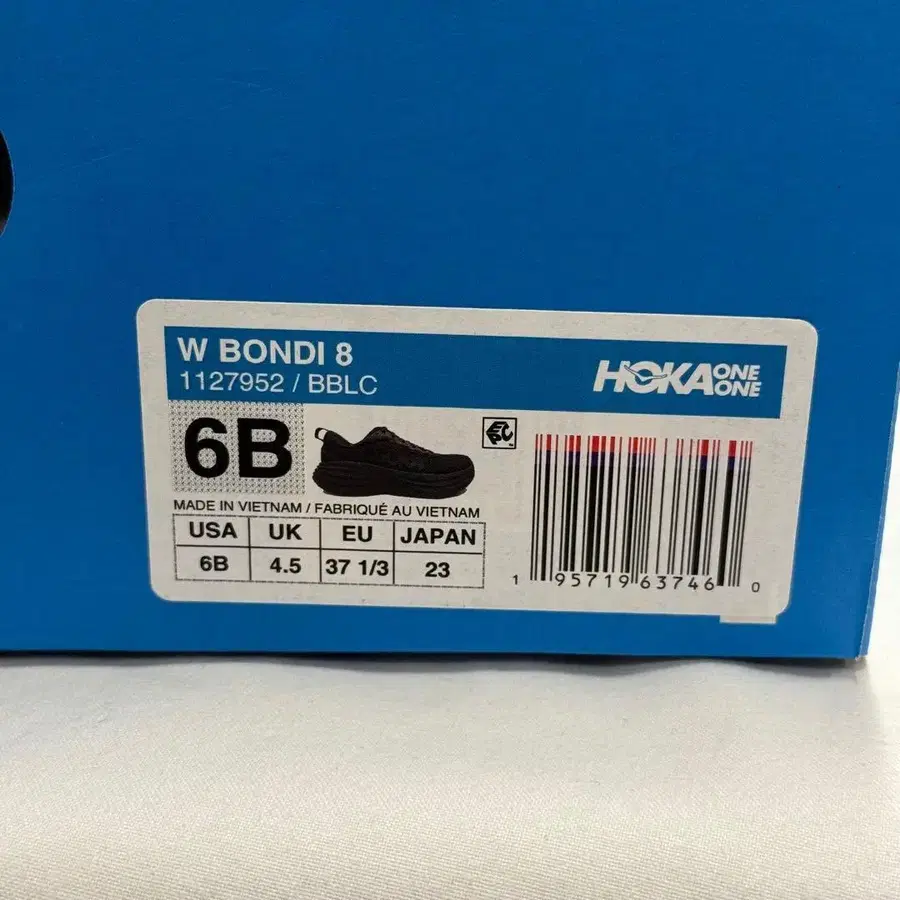 W BONDI 8
1127952 / BBLC
HOKA ONE ONE
6B
MADE IN VIETNAM / FABRIQUÉ AU VIETNAM
USA UK EU JAPAN
6B 4.5 37 1/3 23
1 95719 63746 0